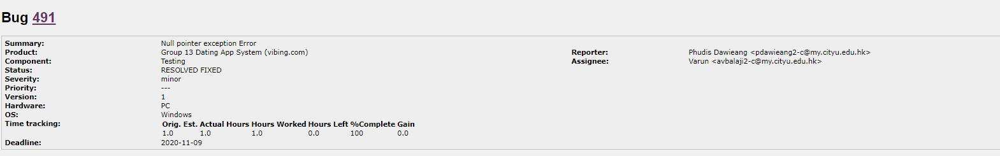 Bug 491
Summary: Null pointer exception Error
Product: Group 13 Dating App System (vibing.com) Reporter: Phudis Dawieang <pdawieang2-c@my.cityu.edu.hk>
Component: Testing Assignee: Varun <avbalaji2-c@my.cityu.edu.hk>
Status: RESOLVED FIXED
Severity: minor
Priority: ---
Version: 1
Hardware: PC
OS: Windows
Time tracking: Orig. Est. Actual Hours Hours Worked Hours Left %Complete Gain
1.0 1.0 1.0 0.0 100 0.0
Deadline: 2020-11-09